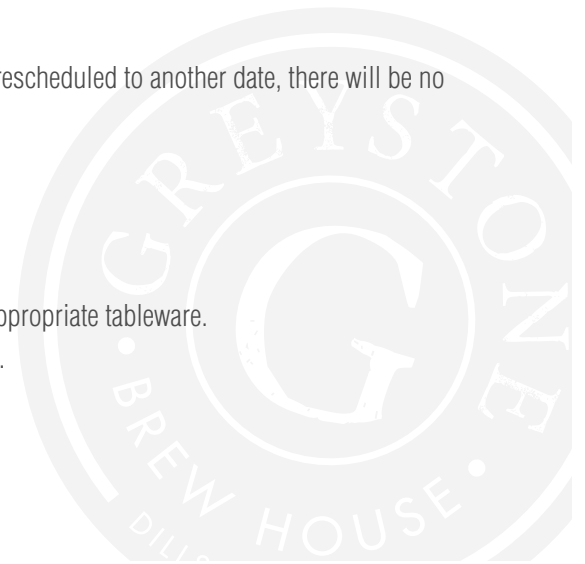 rescheduled to another date, there will be no
ppropriate tableware.
.
GREYSTONE
G
BREW HOUSE